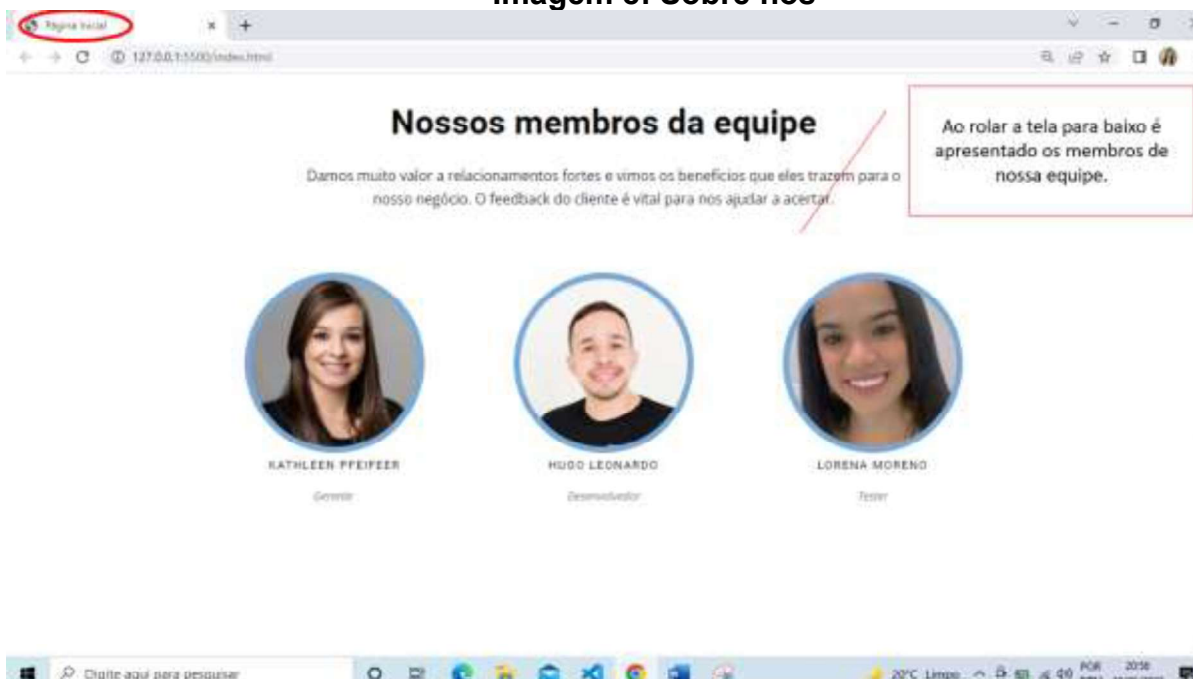 Sobre nós
Página Inicial
127.0.0.1:5500/index.html
Nossos membros da equipe
Ao rolar a tela para baixo é
apresentado os membros de
nossa equipe.
Damos muito valor a relacionamentos fortes e vimos os benefícios que eles trazem para o
nosso negócio. O feedback do cliente é vital para nos ajudar a acertar.
KATHLEEN PFEIFEER
HUGO LEONARDO
LORENA MORENO
Gerente
Desenvolvedor
Tester
Digite aqui para pesquisar
20°C Limpo
POR
20:58